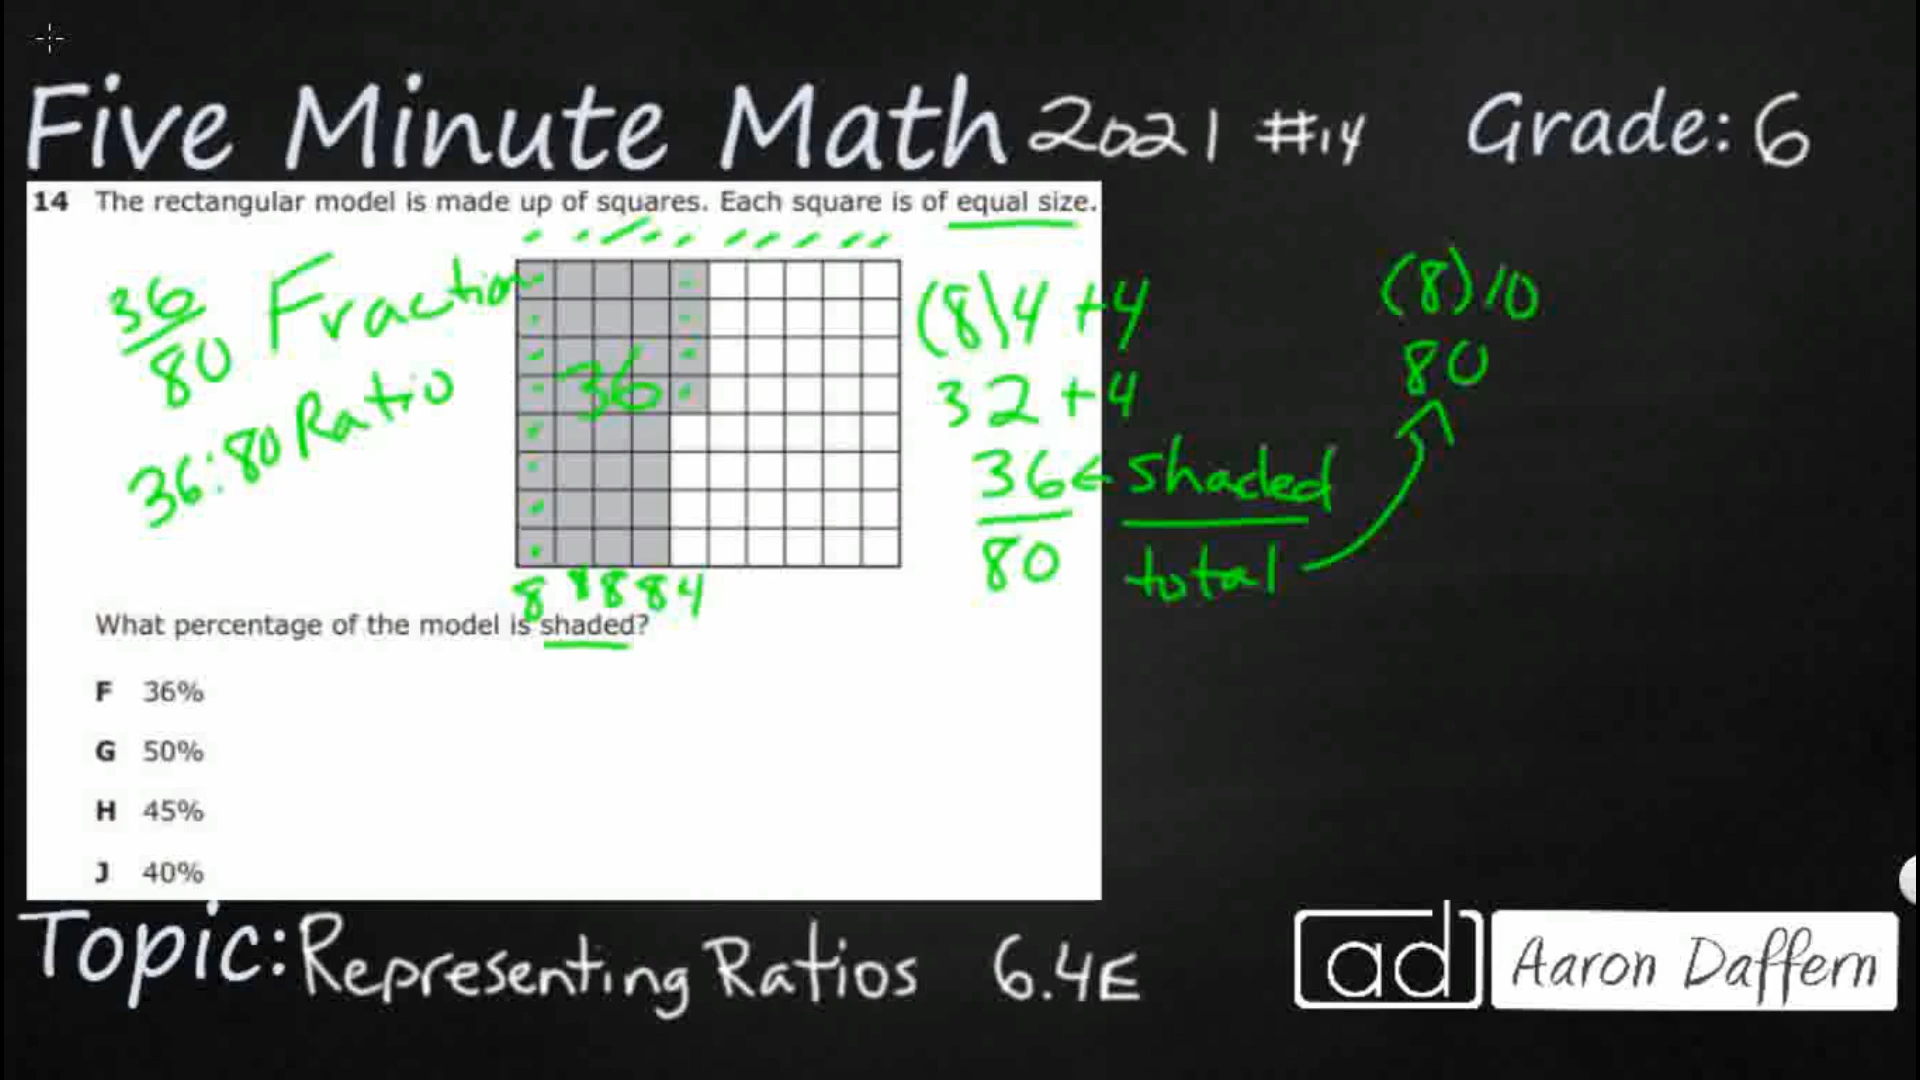 Five Minute Math 2021 #14 Grade: 6
14 The rectangular model is made up of squares. Each square is of equal size.
36/80 Fraction
36:80 Ratio
36
8 8 8 8 4
(8)4 + 4
32 + 4
36 ← shaded
80 total
(8)10
80
What percentage of the model is shaded?
F 36%
G 50%
H 45%
J 40%
Topic: Representing Ratios 6.4E
ad Aaron Daffern